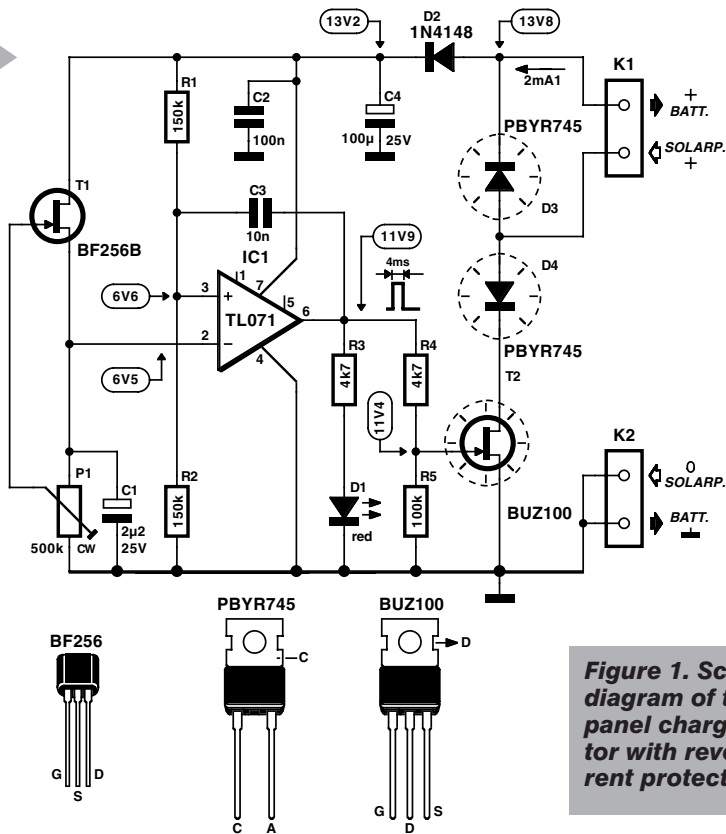 13V2
D2
1N4148
13V8
2mA1
K1
+
BATT.
SOLARP.
+
R1
150k
C2
100n
C4
100µ
25V
PBYR745
D3
T1
BF256B
C3
10n
IC1
11V9
4ms
D4
6V6
3
+
1
7
5
TL071
6
2
−
4
6V5
PBYR745
R3
4k7
R4
4k7
T2
11V4
K2
0
SOLARP.
BATT.
P1
500k
CW
C1
2µ2
25V
R2
150k
D1
red
R5
100k
BUZ100
BF256
G
S
D
PBYR745
C
C
A
BUZ100
D
G
D
S
Figure 1. Sc
diagram of t
panel charg
tor with reve
rent protect